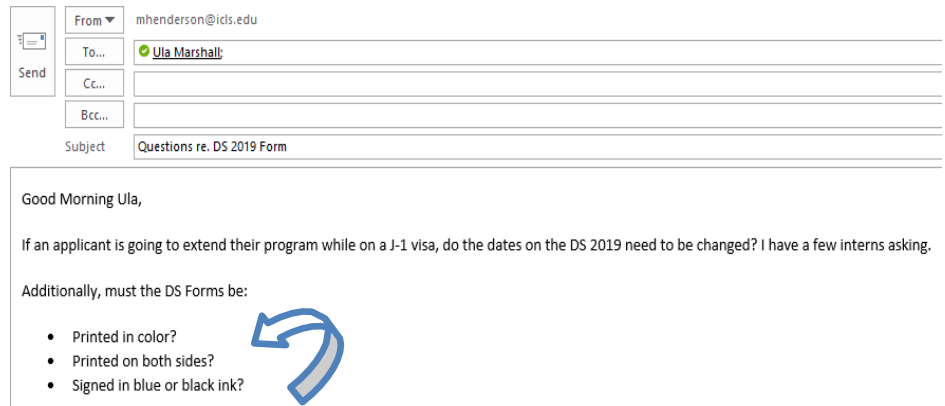 From ▼ mhenderson@icls.edu
To... Ula Marshall;
Send
Cc...
Bcc...
Subject Questions re. DS 2019 Form
Good Morning Ula,
If an applicant is going to extend their program while on a J-1 visa, do the dates on the DS 2019 need to be changed? I have a few interns asking.
Additionally, must the DS Forms be:
• Printed in color?
• Printed on both sides?
• Signed in blue or black ink?